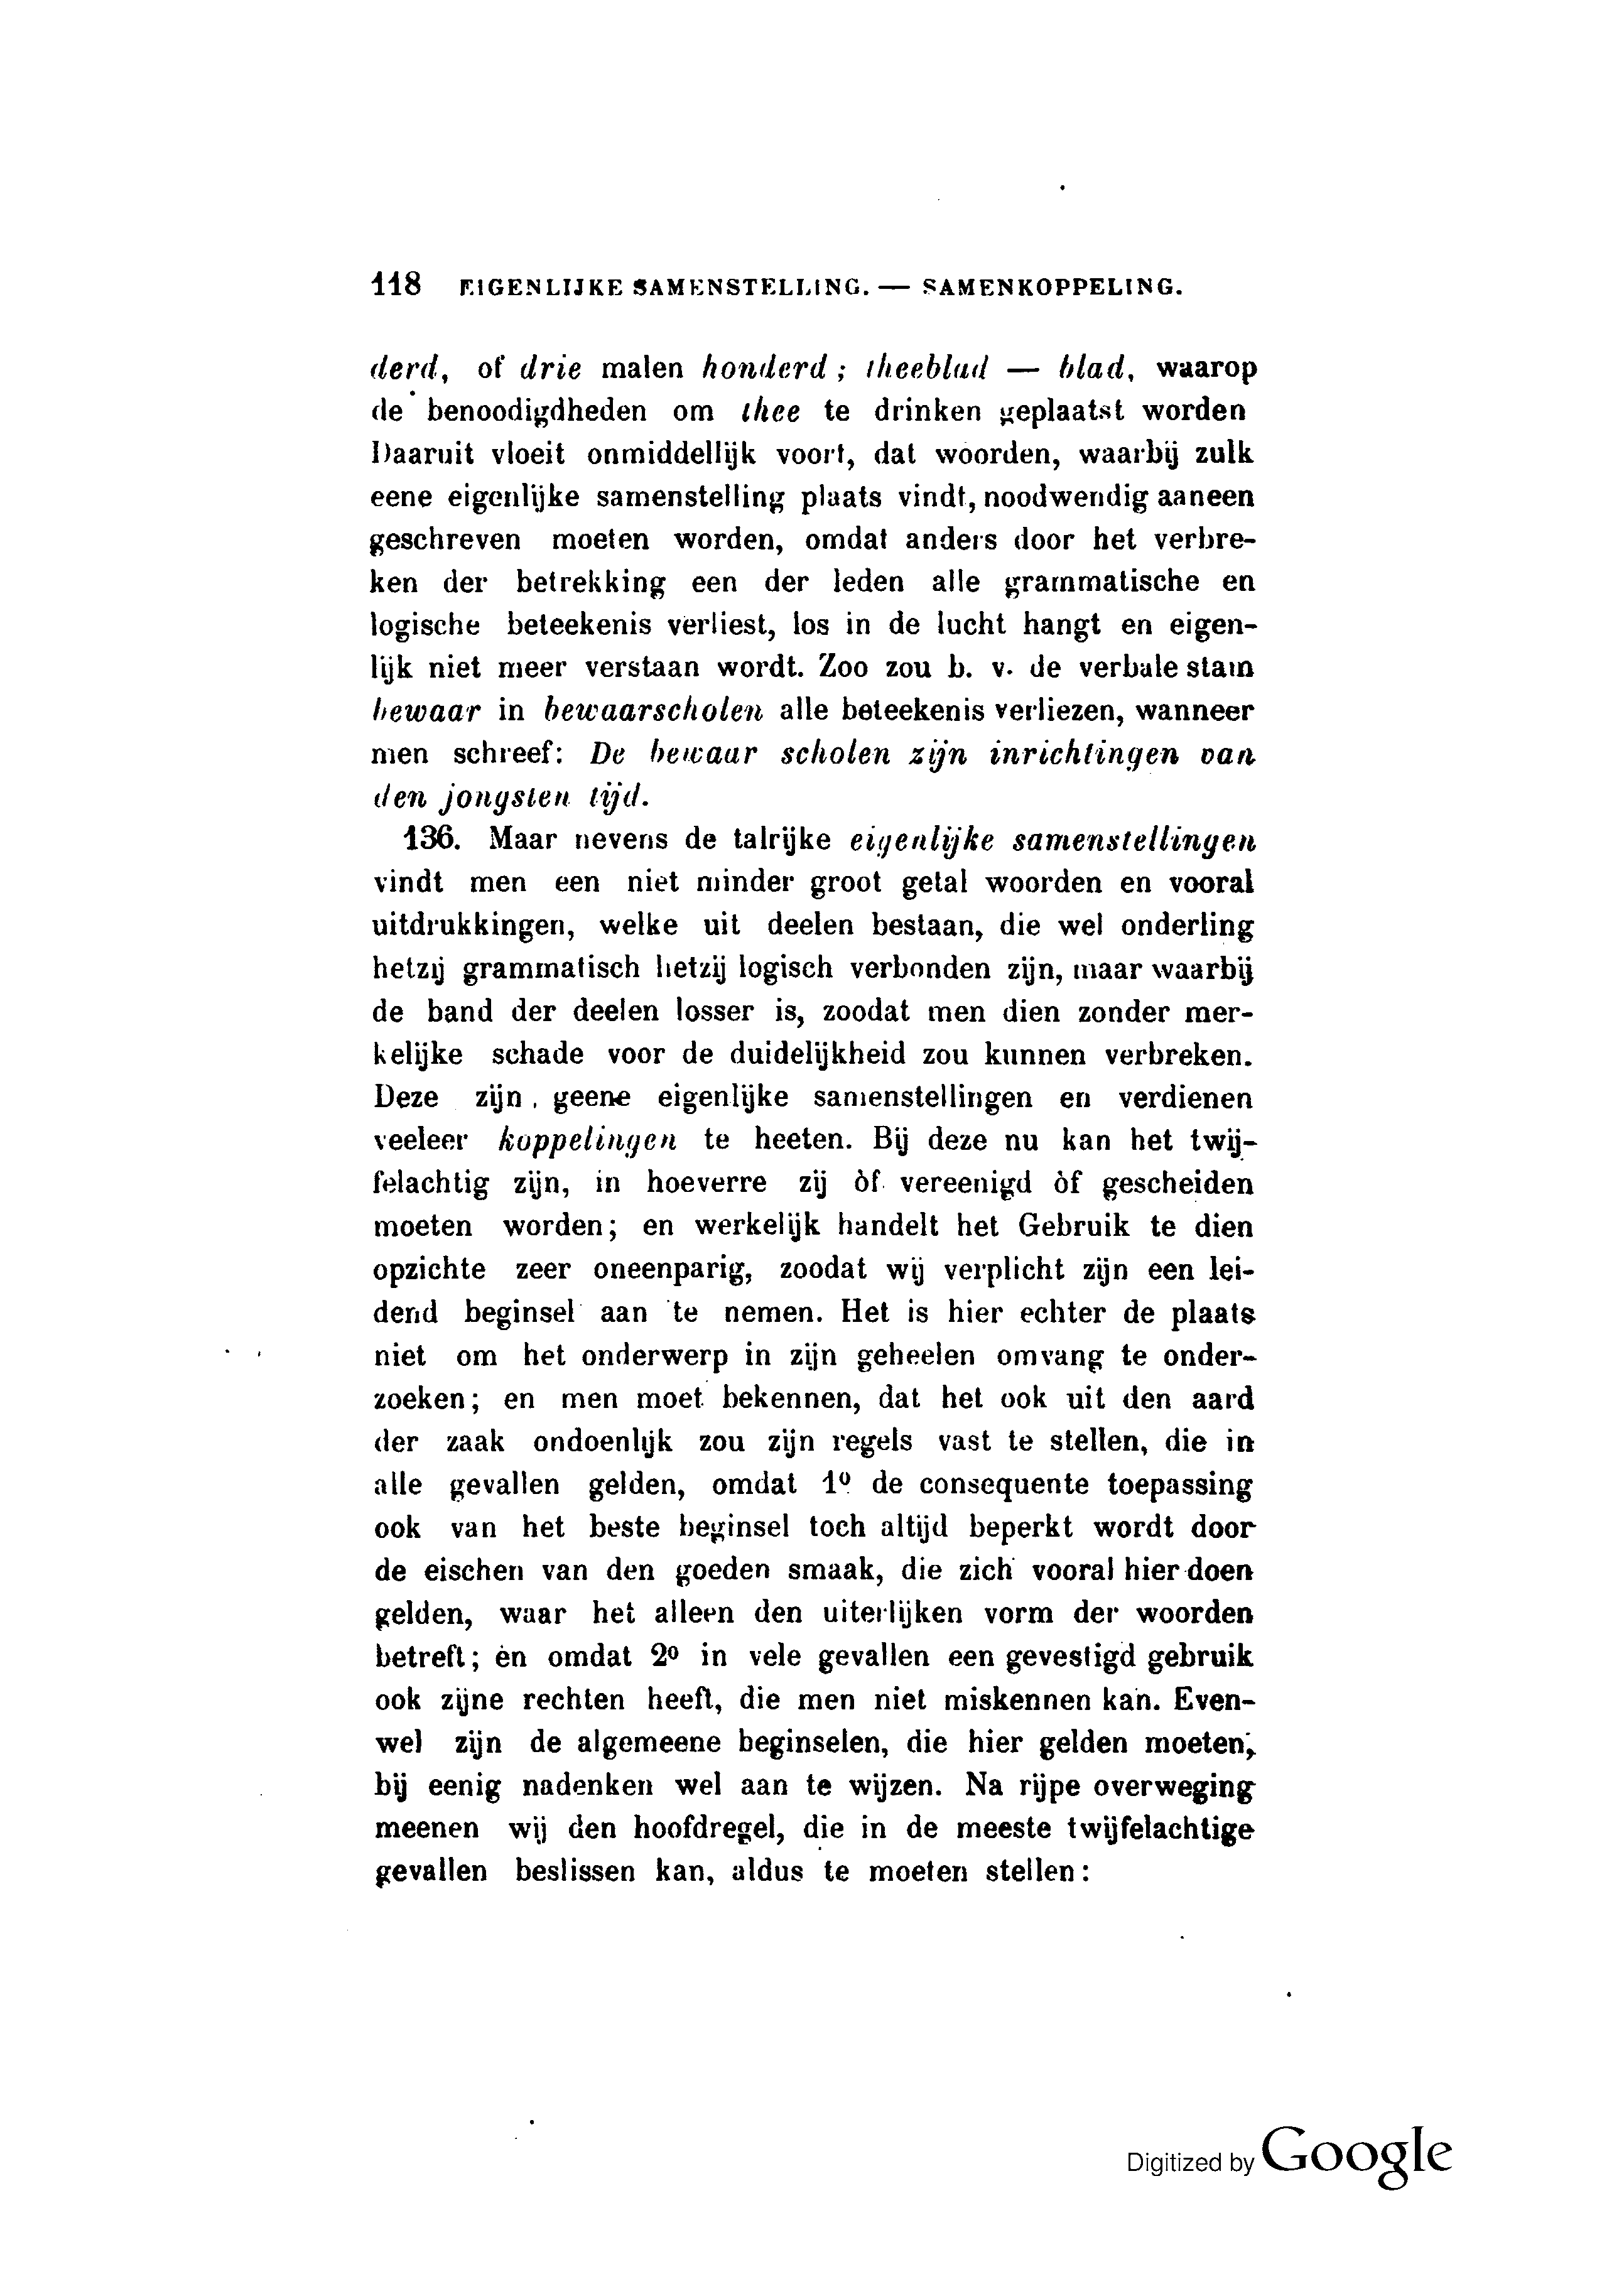 118 EIGENLIJKE SAMENSTELLING. — SAMENKOPPELING.
derd, of drie malen honderd; theeblad — blad, waarop
de benoodigdheden om thee te drinken geplaatst worden
Daaruit vloeit onmiddellijk voort, dat woorden, waarbij zulk
eene eigenlijke samenstelling plaats vindt, noodwendig aaneen
geschreven moeten worden, omdat anders door het verbre-
ken der betrekking een der leden alle grammatische en
logische beteekenis verliest, los in de lucht hangt en eigen-
lijk niet meer verstaan wordt. Zoo zou b. v. de verbale stam
bewaar in bewaarscholen alle beteekenis verliezen, wanneer
men schreef: De bewaar scholen zijn inrichtingen van
den jongsten tijd.
136. Maar nevens de talrijke eigenlijke samenstellingen
vindt men een niet minder groot getal woorden en vooral
uitdrukkingen, welke uit deelen bestaan, die wel onderling
hetzij grammatisch hetzij logisch verbonden zijn, maar waarbij
de band der deelen losser is, zoodat men dien zonder mer-
kelijke schade voor de duidelijkheid zou kunnen verbreken.
Deze zijn geene eigenlijke samenstellingen en verdienen
veeleer koppelingen te heeten. Bij deze nu kan het twij-
felachtig zijn, in hoeverre zij òf vereenigd òf gescheiden
moeten worden; en werkelijk handelt het Gebruik te dien
opzichte zeer oneenparig, zoodat wij verplicht zijn een lei-
dend beginsel aan te nemen. Het is hier echter de plaats
niet om het onderwerp in zijn geheelen omvang te onder-
zoeken; en men moet bekennen, dat het ook uit den aard
der zaak ondoenlijk zou zijn regels vast te stellen, die in
alle gevallen gelden, omdat 1º de consequente toepassing
ook van het beste beginsel toch altijd beperkt wordt door
de eischen van den goeden smaak, die zich vooral hier doen
gelden, waar het alleen den uiterlijken vorm der woorden
betreft; èn omdat 2º in vele gevallen een gevestigd gebruik
ook zijne rechten heeft, die men niet miskennen kan. Even-
wel zijn de algemeene beginselen, die hier gelden moeten,
bij eenig nadenken wel aan te wijzen. Na rijpe overweging
meenen wij den hoofdregel, die in de meeste twijfelachtige
gevallen beslissen kan, aldus te moeten stellen:
Digitized by Google